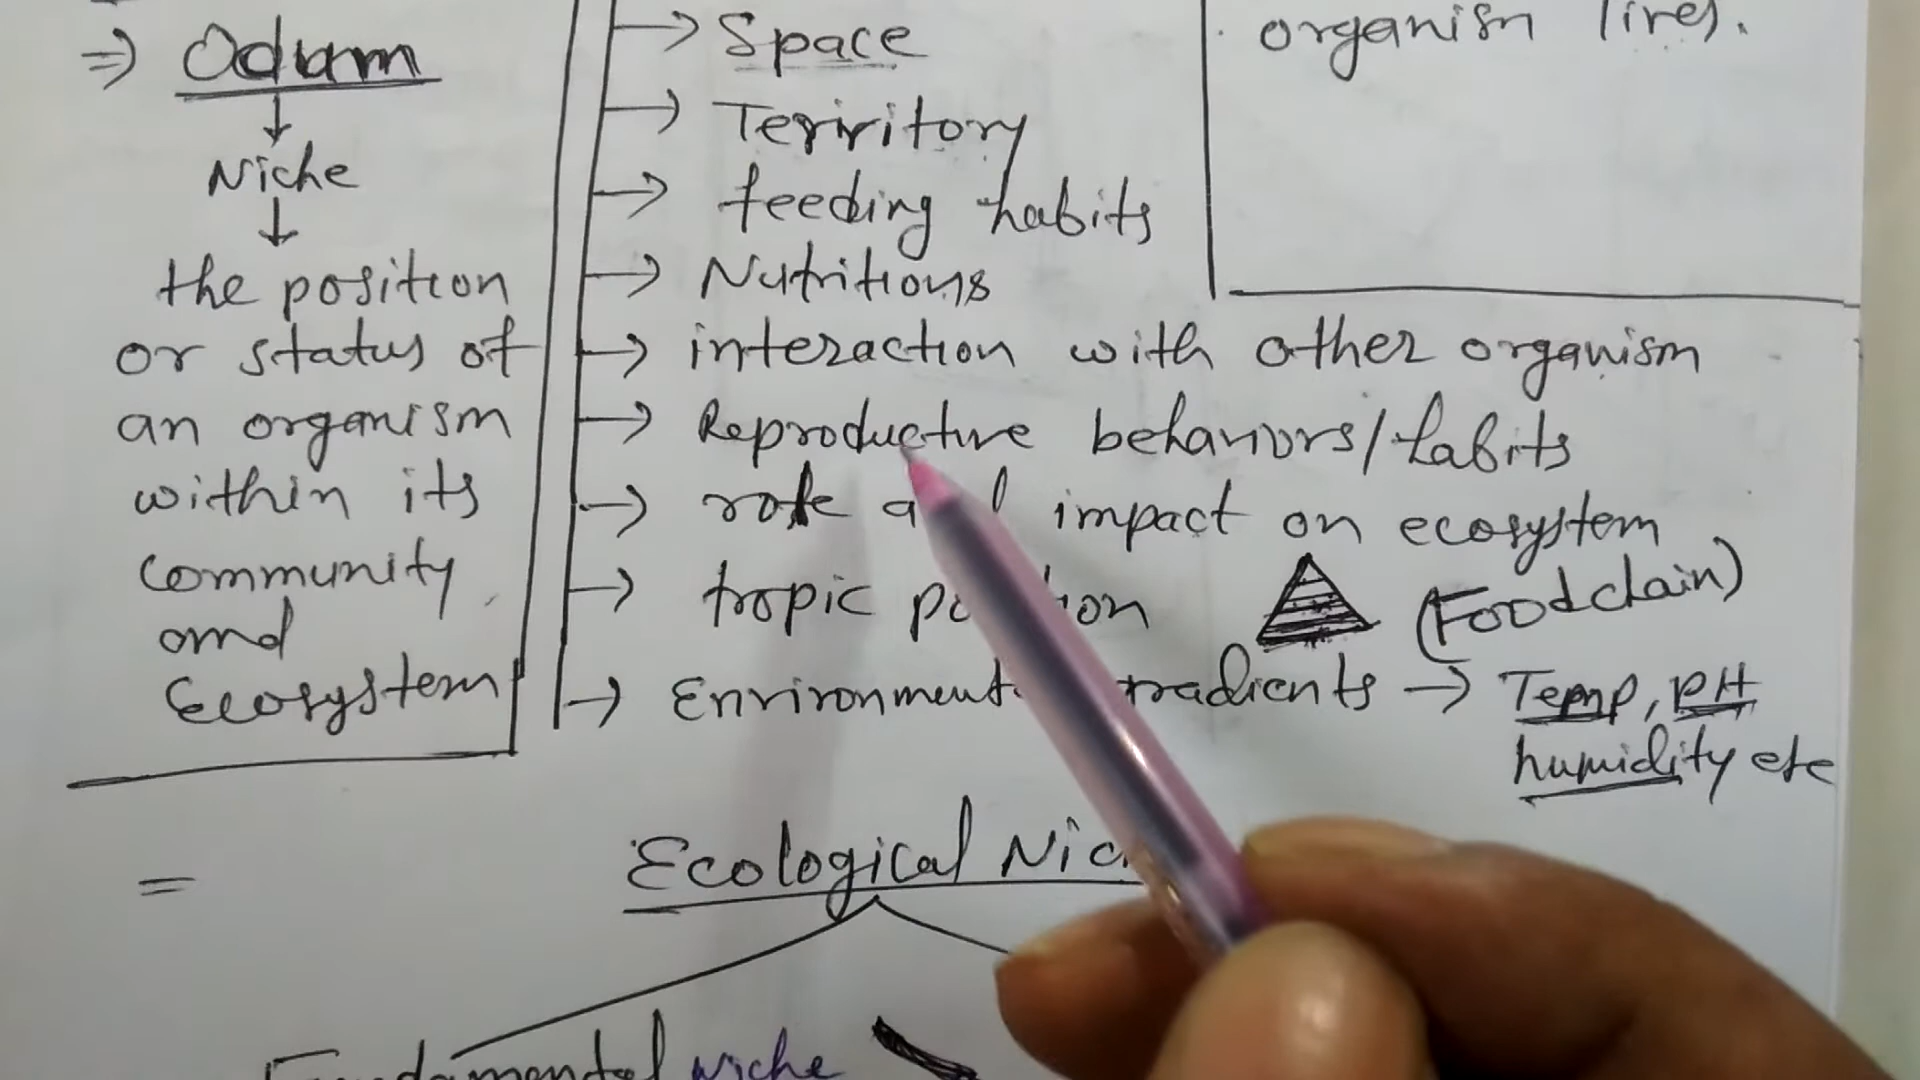 ⇒ Odum
↓
Niche
↓
the position
or status of
an organism
within its
community
and
Ecosystem
→ Space
→ Territory
→ feeding habits
→ Nutritions
→ interaction with other organism
→ Reproductive behaviors/habits
→ role impact on ecosystem
→ tropic (Foodchain)
→ → Temp, PH
humidity etc
organism lives.
= Ecological
Fundamental niche